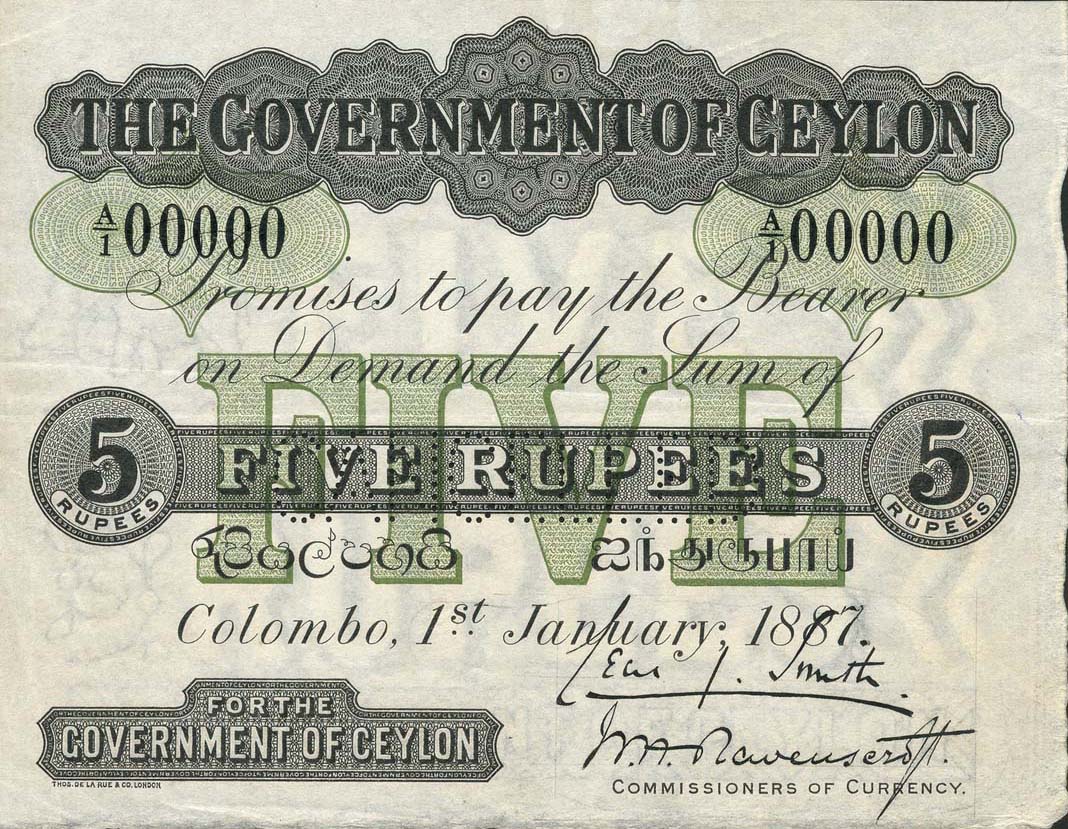 THE GOVERNMENT OF CEYLON
A/1 00000 A/1 00000
Promises to pay the Bearer
on Demand the Sum of
FIVE
5 RUPEES FIVE RUPEES 5 RUPEES
රුපියල් පහයි ஐந்து ரூபாய்
Colombo, 1st January, 1887.
J. Smith.
W. H. Ravenscroft.
FOR THE
GOVERNMENT OF CEYLON
THOS. DE LA RUE & CO. LONDON
COMMISSIONERS OF CURRENCY.